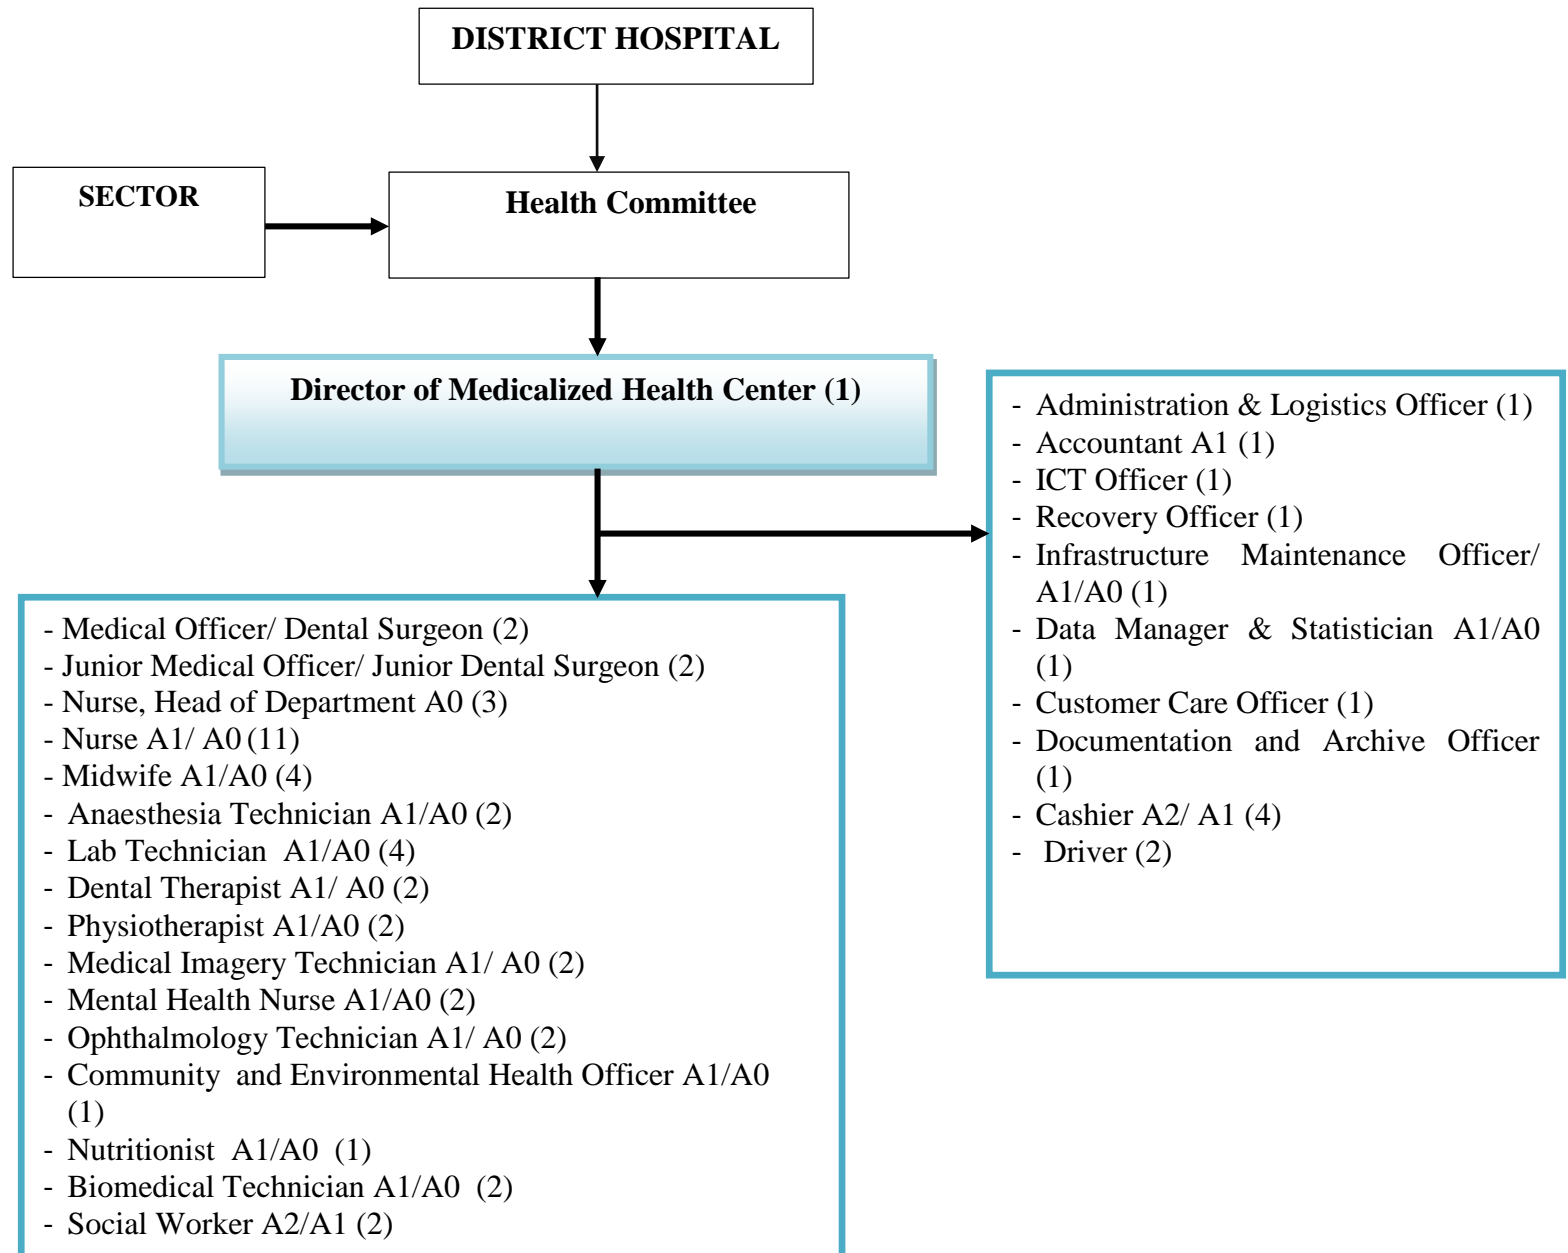 DISTRICT HOSPITAL
SECTOR
Health Committee
Director of Medicalized Health Center (1)
- Administration & Logistics Officer (1)
- Accountant A1 (1)
- ICT Officer (1)
- Recovery Officer (1)
- Infrastructure Maintenance Officer/
A1/A0 (1)
- Data Manager & Statistician A1/A0
(1)
- Customer Care Officer (1)
- Documentation and Archive Officer
(1)
- Cashier A2/ A1 (4)
- Driver (2)
- Medical Officer/ Dental Surgeon (2)
- Junior Medical Officer/ Junior Dental Surgeon (2)
- Nurse, Head of Department A0 (3)
- Nurse A1/ A0 (11)
- Midwife A1/A0 (4)
- Anaesthesia Technician A1/A0 (2)
- Lab Technician A1/A0 (4)
- Dental Therapist A1/ A0 (2)
- Physiotherapist A1/A0 (2)
- Medical Imagery Technician A1/ A0 (2)
- Mental Health Nurse A1/A0 (2)
- Ophthalmology Technician A1/ A0 (2)
- Community and Environmental Health Officer A1/A0
(1)
- Nutritionist A1/A0 (1)
- Biomedical Technician A1/A0 (2)
- Social Worker A2/A1 (2)